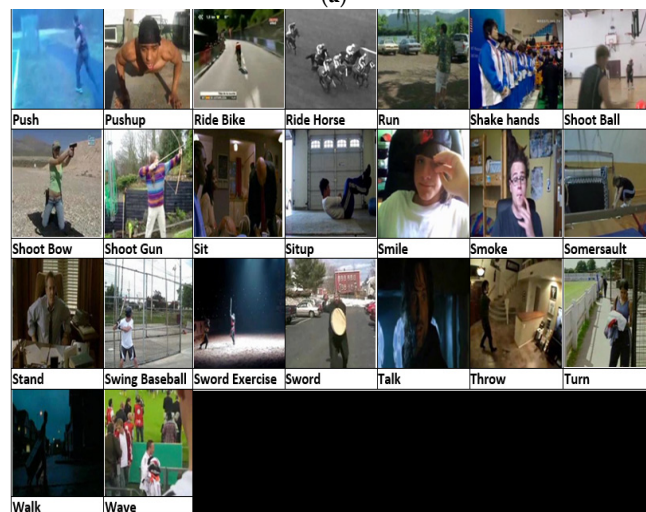 (a)
Push Pushup Ride Bike Ride Horse Run Shake hands Shoot Ball
Shoot Bow Shoot Gun Sit Situp Smile Smoke Somersault
Stand Swing Baseball Sword Exercise Sword Talk Throw Turn
Walk Wave